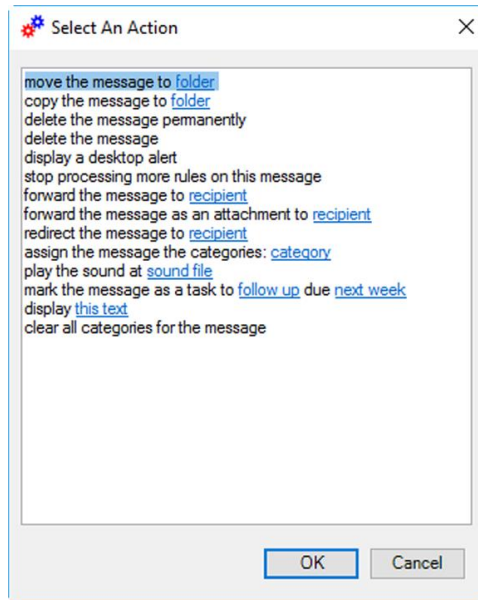 Select An Action
move the message to folder
copy the message to folder
delete the message permanently
delete the message
display a desktop alert
stop processing more rules on this message
forward the message to recipient
forward the message as an attachment to recipient
redirect the message to recipient
assign the message the categories: category
play the sound at sound file
mark the message as a task to follow up due next week
display this text
clear all categories for the message
OK Cancel